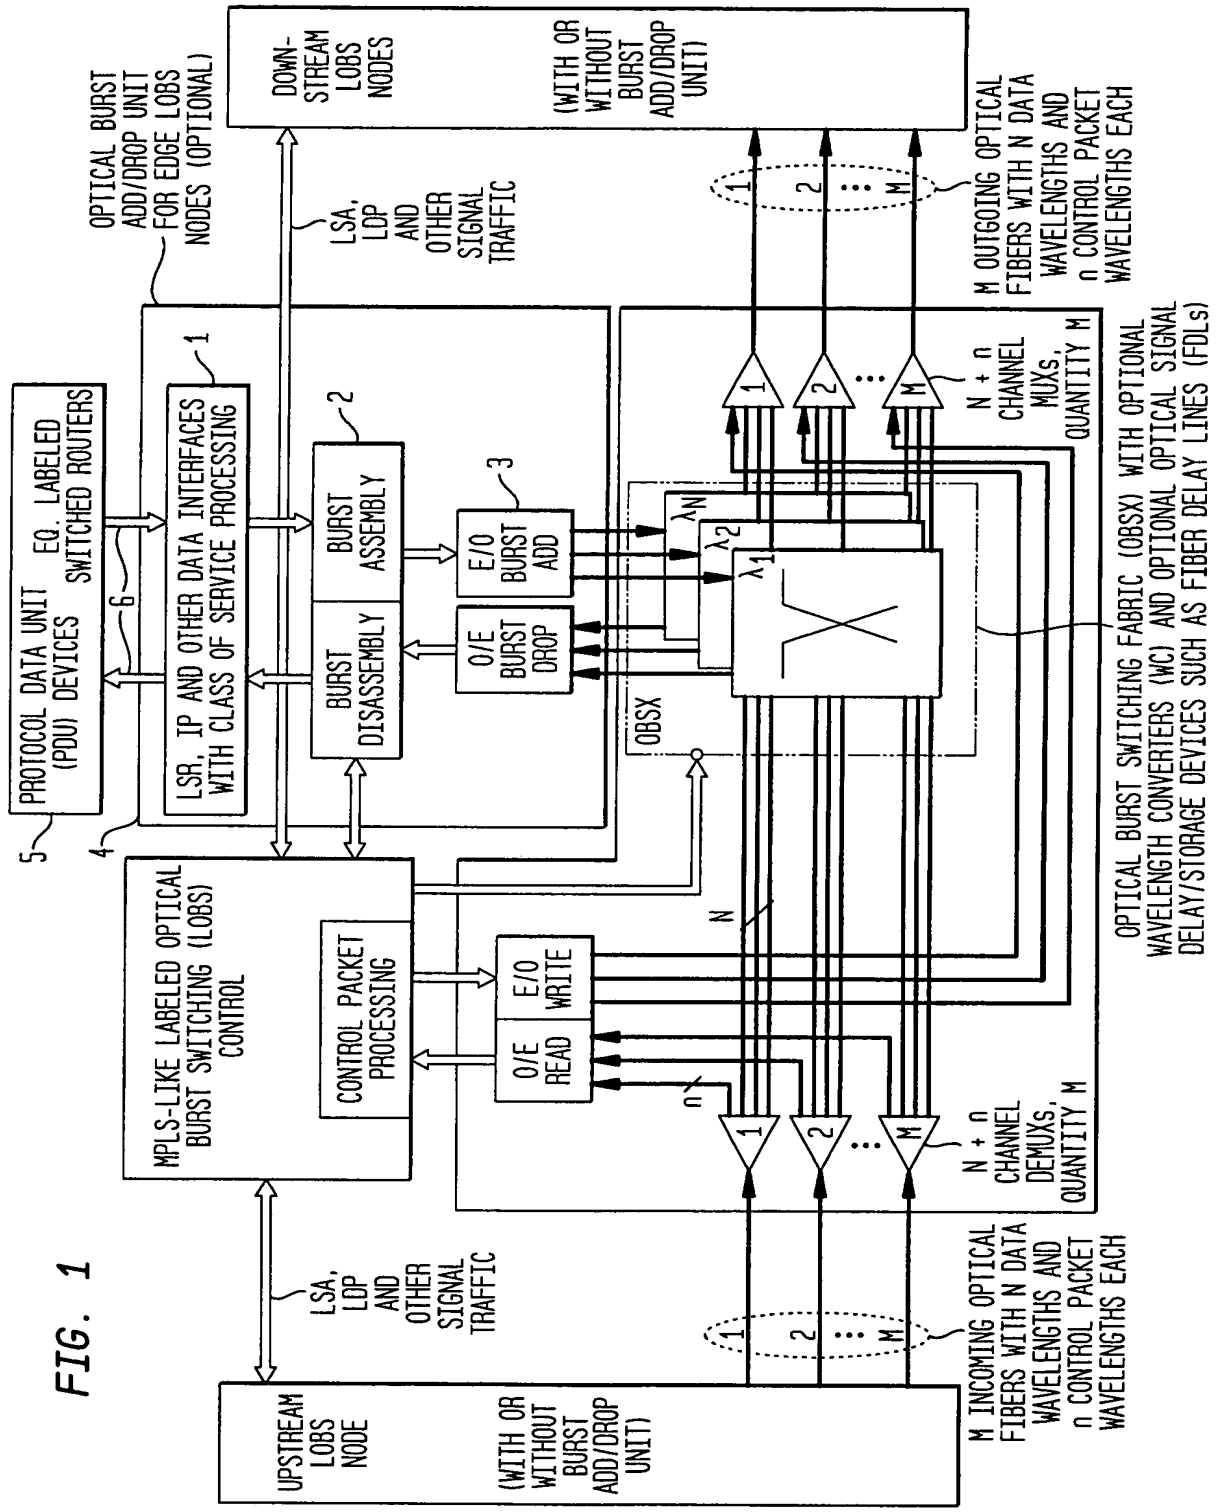 FIG. 1
PROTOCOL DATA UNIT
(PDU) DEVICES
EQ. LABELED
SWITCHED ROUTERS
5
4
6
OPTICAL BURST
ADD/DROP UNIT
FOR EDGE LOBS
NODES (OPTIONAL)
LSR, IP AND OTHER DATA INTERFACES
WITH CLASS OF SERVICE PROCESSING
1
MPLS-LIKE LABELED OPTICAL
BURST SWITCHING (LOBS)
CONTROL
CONTROL PACKET
PROCESSING
BURST
DISASSEMBLY
BURST
ASSEMBLY
2
O/E
BURST
DROP
E/O
BURST
ADD
3
UPSTREAM
LOBS
NODE
(WITH OR
WITHOUT
BURST
ADD/DROP
UNIT)
LSA,
LDP
AND
OTHER
SIGNAL
TRAFFIC
DOWN-
STREAM
LOBS
NODES
(WITH OR
WITHOUT
BURST
ADD/DROP
UNIT)
LSA,
LDP
AND
OTHER
SIGNAL
TRAFFIC
O/E
READ
E/O
WRITE
n
N
OBSX
λN
λ2
λ1
1
2
M
1
2
M
1
2
M
1
2
M
M INCOMING OPTICAL
FIBERS WITH N DATA
WAVELENGTHS AND
n CONTROL PACKET
WAVELENGTHS EACH
N + n
CHANNEL
DEMUXs,
QUANTITY M
N + n
CHANNEL
MUXs,
QUANTITY M
M OUTGOING OPTICAL
FIBERS WITH N DATA
WAVELENGTHS AND
n CONTROL PACKET
WAVELENGTHS EACH
OPTICAL BURST SWITCHING FABRIC (OBSX) WITH OPTIONAL
WAVELENGTH CONVERTERS (WC) AND OPTIONAL OPTICAL SIGNAL
DELAY/STORAGE DEVICES SUCH AS FIBER DELAY LINES (FDLs)